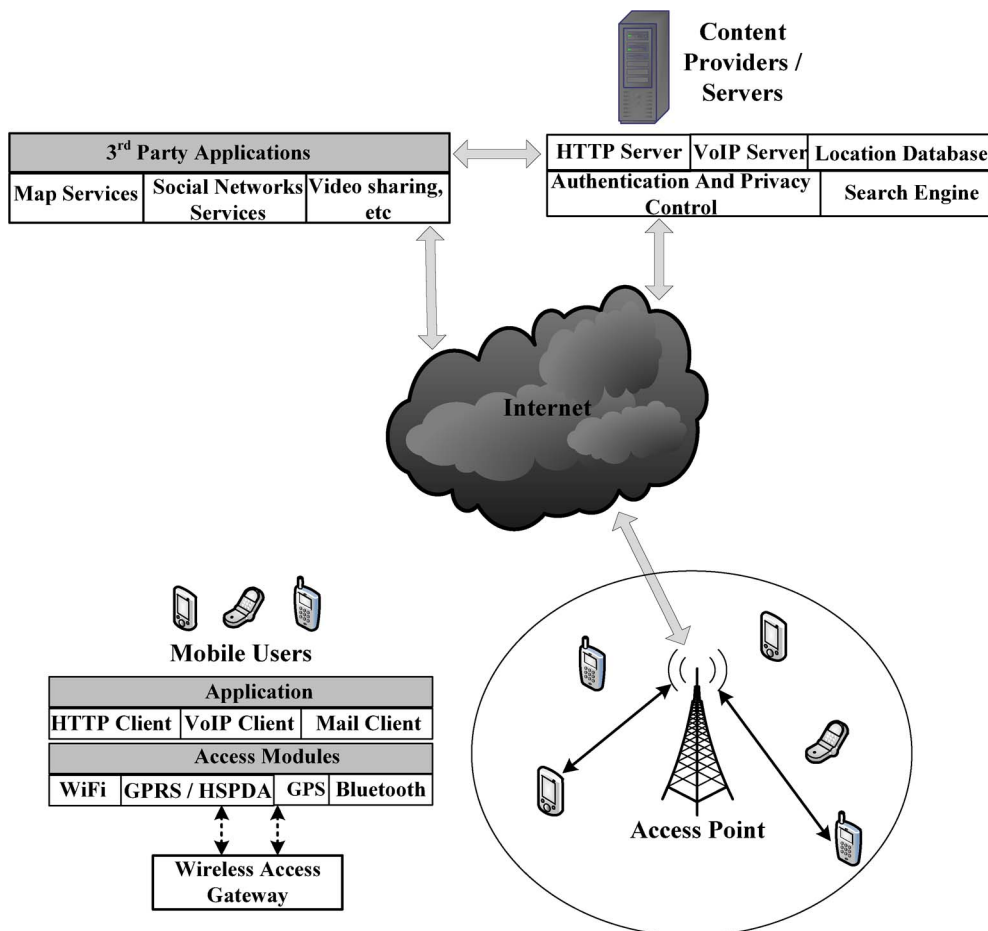 Content
Providers /
Servers
3rd Party Applications
Map Services
Social Networks
Services
Video sharing,
etc
HTTP Server
VoIP Server
Location Database
Authentication And Privacy
Control
Search Engine
Internet
Mobile Users
Application
HTTP Client
VoIP Client
Mail Client
Access Modules
WiFi
GPRS / HSPDA
GPS
Bluetooth
Wireless Access
Gateway
Access Point